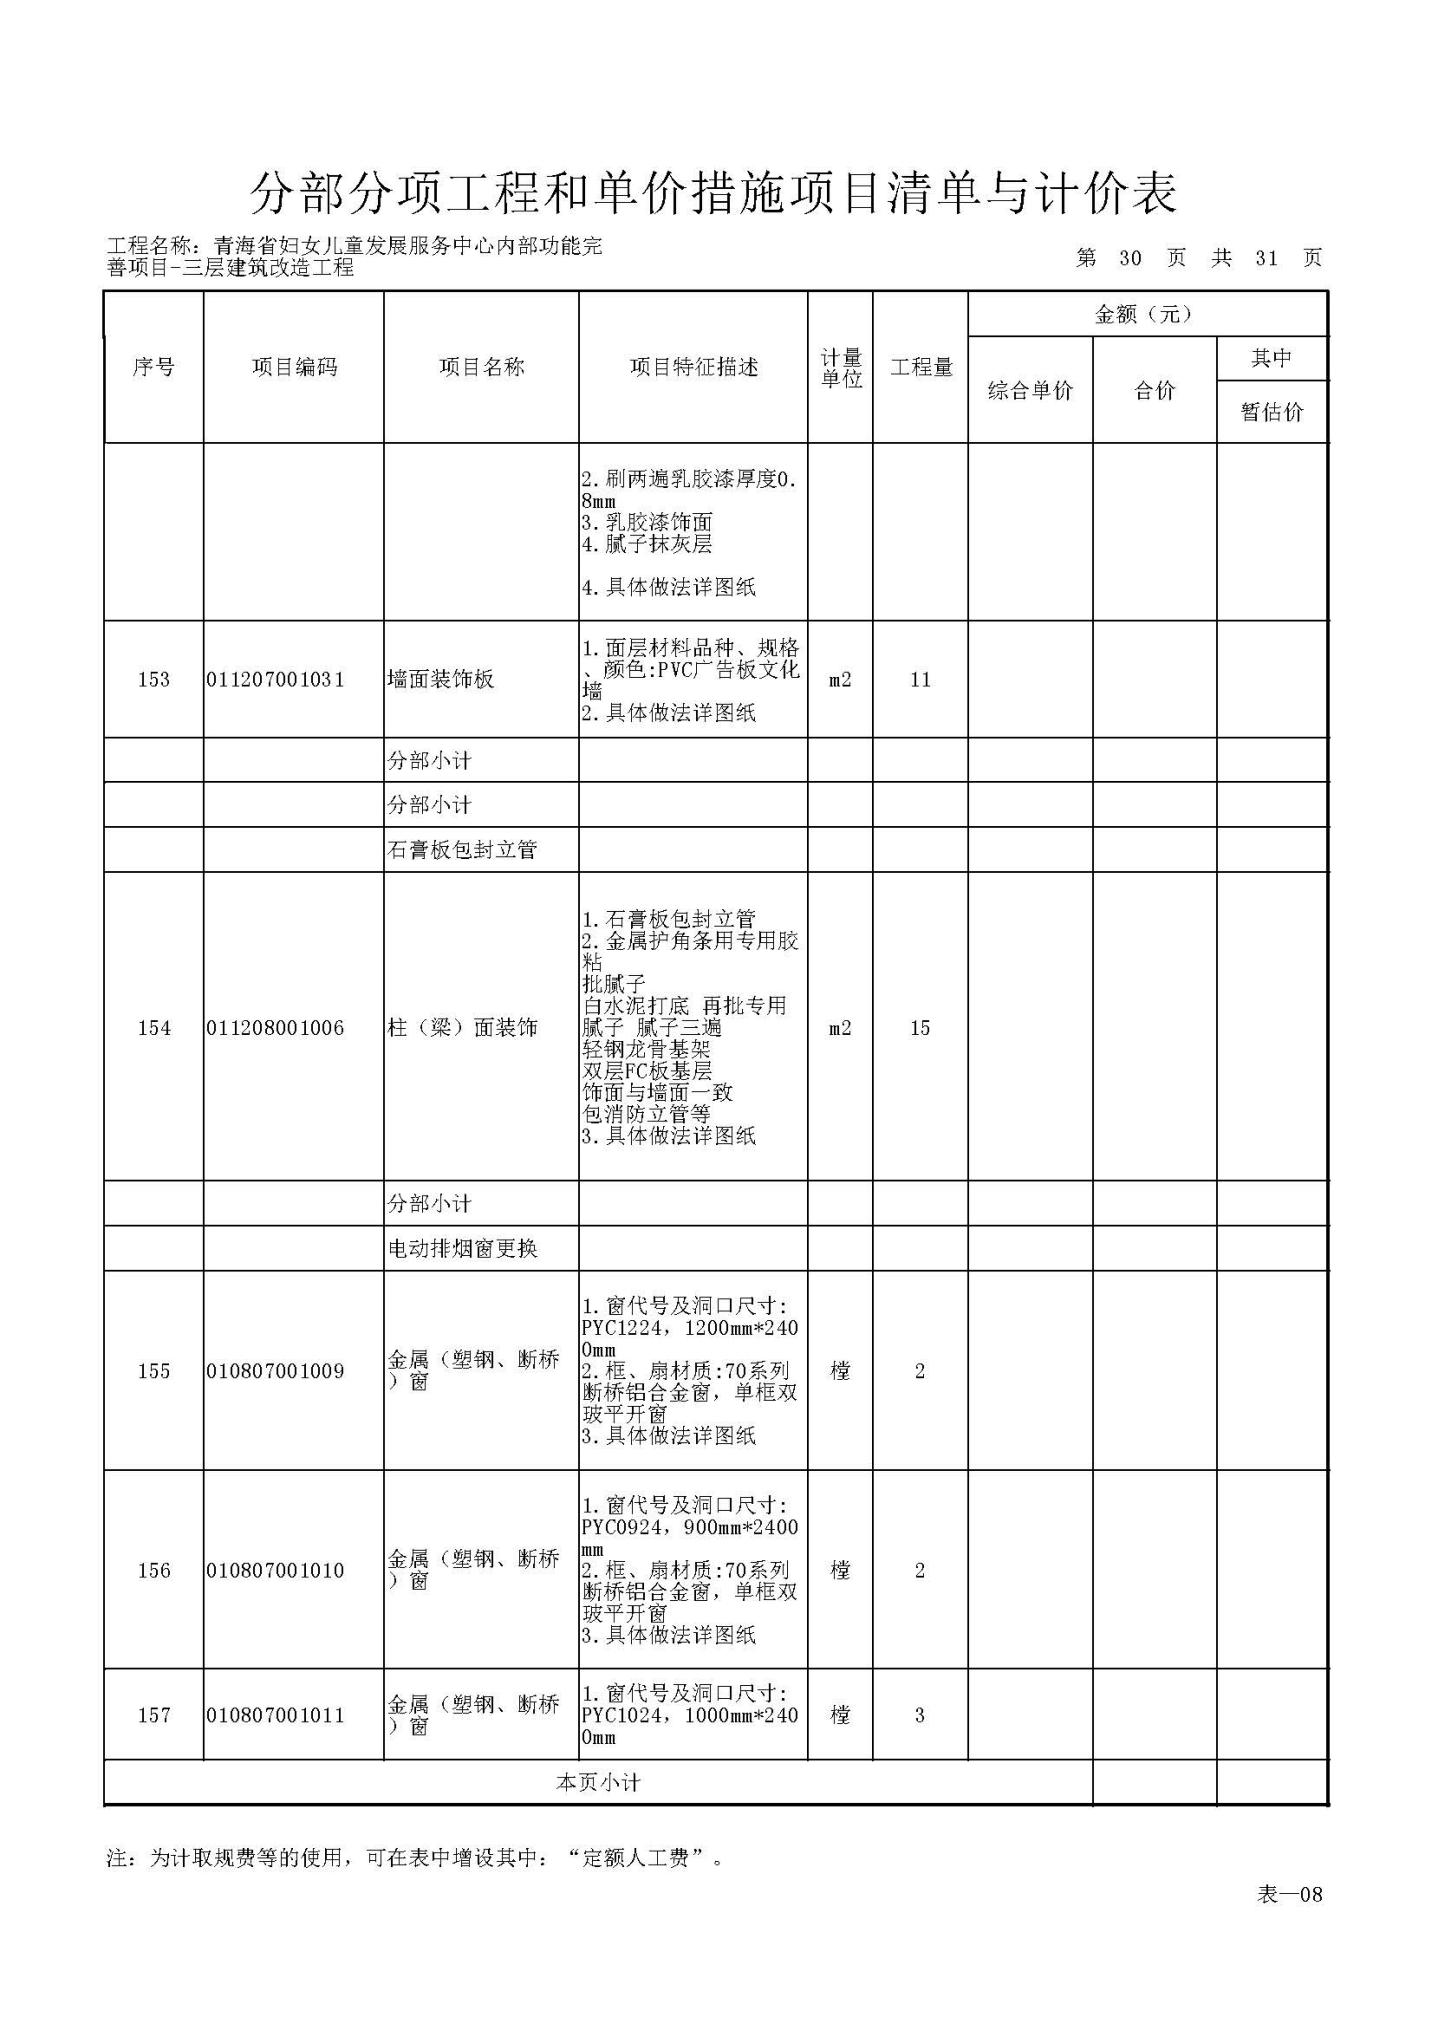 分部分项工程和单价措施项目清单与计价表
工程名称：青海省妇女儿童发展服务中心内部功能完
善项目-三层建筑改造工程
第 30 页 共 31 页
序号 项目编码 项目名称 项目特征描述 计量
单位 工程量 金额（元）
综合单价 合价 其中
暂估价
2.刷两遍乳胶漆厚度0.
8mm
3.乳胶漆饰面
4.腻子抹灰层
4.具体做法详图纸
153 011207001031 墙面装饰板 m2 11
1.面层材料品种、规格
、颜色:PVC广告板文化
墙
2.具体做法详图纸
分部小计
分部小计
石膏板包封立管
154 011208001006 柱（梁）面装饰 m2 15
1.石膏板包封立管
2.金属护角条用专用胶
粘
批腻子
白水泥打底 再批专用
腻子 腻子三遍
轻钢龙骨基架
双层FC板基层
饰面与墙面一致
包消防立管等
3.具体做法详图纸
分部小计
电动排烟窗更换
155 010807001009 金属（塑钢、断桥
）窗 樘 2
1.窗代号及洞口尺寸:
PYC1224，1200mm*240
0mm
2.框、扇材质:70系列
断桥铝合金窗，单框双
玻平开窗
3.具体做法详图纸
156 010807001010 金属（塑钢、断桥
）窗 樘 2
1.窗代号及洞口尺寸:
PYC0924，900mm*2400
mm
2.框、扇材质:70系列
断桥铝合金窗，单框双
玻平开窗
3.具体做法详图纸
157 010807001011 金属（塑钢、断桥
）窗 樘 3
1.窗代号及洞口尺寸:
PYC1024，1000mm*240
0mm
本页小计
注：为计取规费等的使用，可在表中增设其中：“定额人工费”。
表—08